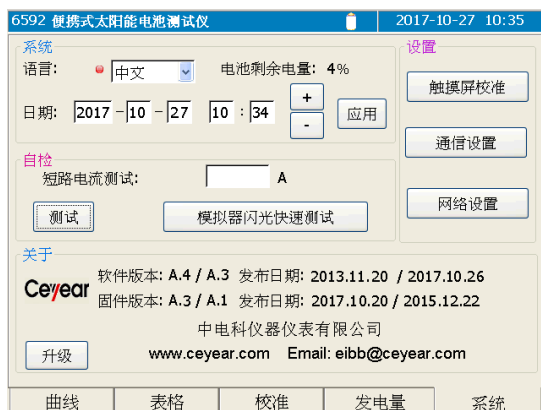 6592 便携式太阳能电池测试仪 2017-10-27 10:35
系统
语言: 中文 电池剩余电量: 4%
日期: 2017 - 10 - 27 10 : 34 + - 应用
自检
短路电流测试: A
测试 模拟器闪光快速测试
设置
触摸屏校准
通信设置
网络设置
关于
Ceyear
软件版本: A.4 / A.3 发布日期: 2013.11.20 / 2017.10.26
固件版本: A.3 / A.1 发布日期: 2017.10.20 / 2015.12.22
中电科仪器仪表有限公司
升级 www.ceyear.com Email: eibb@ceyear.com
曲线 表格 校准 发电量 系统